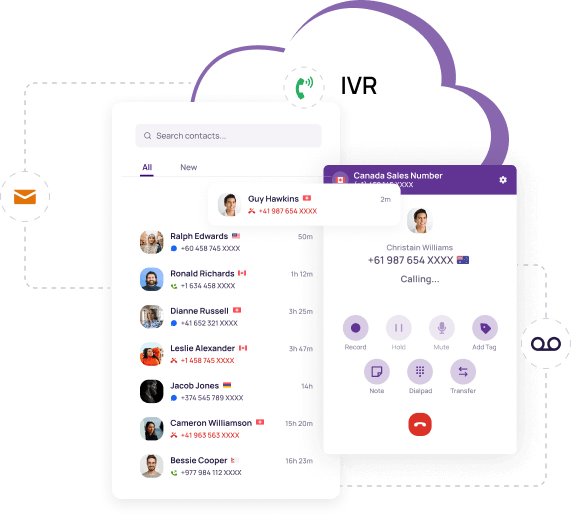 IVR
Search contacts...
All New
Guy Hawkins 2m
+41 987 654 XXXX
Ralph Edwards 50m
+60 458 745 XXXX
Ronald Richards 1h 12m
+1 634 458 XXXX
Dianne Russell 3h 25m
+41 652 321 XXXX
Leslie Alexander 3h 47m
+1 458 745 XXXX
Jacob Jones 14h
+374 545 789 XXXX
Cameron Williamson 15h 20m
+41 963 563 XXXX
Bessie Cooper 16h 23m
+977 984 112 XXXX
Canada Sales Number
XXXX
Christain Williams
+61 987 654 XXXX
Calling...
Record Hold Mute Add Tag
Note Dialpad Transfer